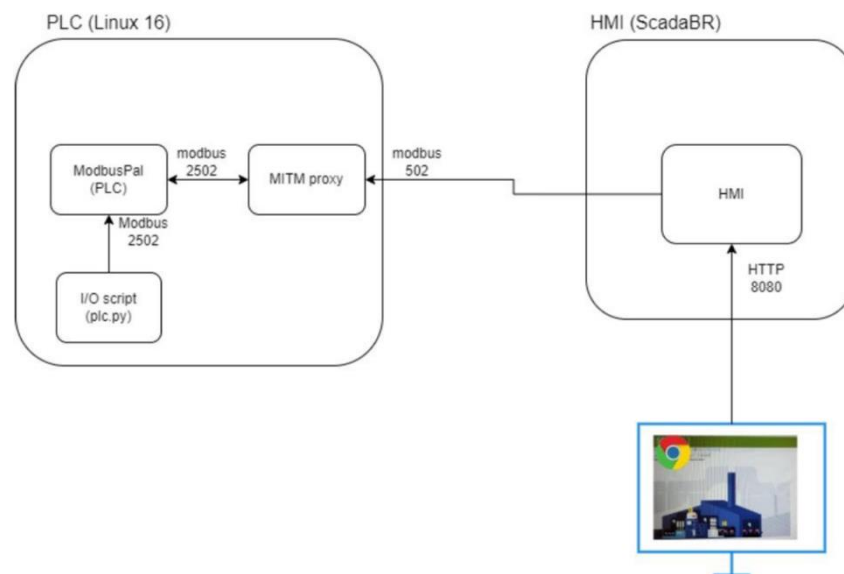 PLC (Linux 16)
HMI (ScadaBR)
ModbusPal
(PLC)
modbus
2502
MITM proxy
modbus
502
HMI
Modbus
2502
I/O script
(plc.py)
HTTP
8080